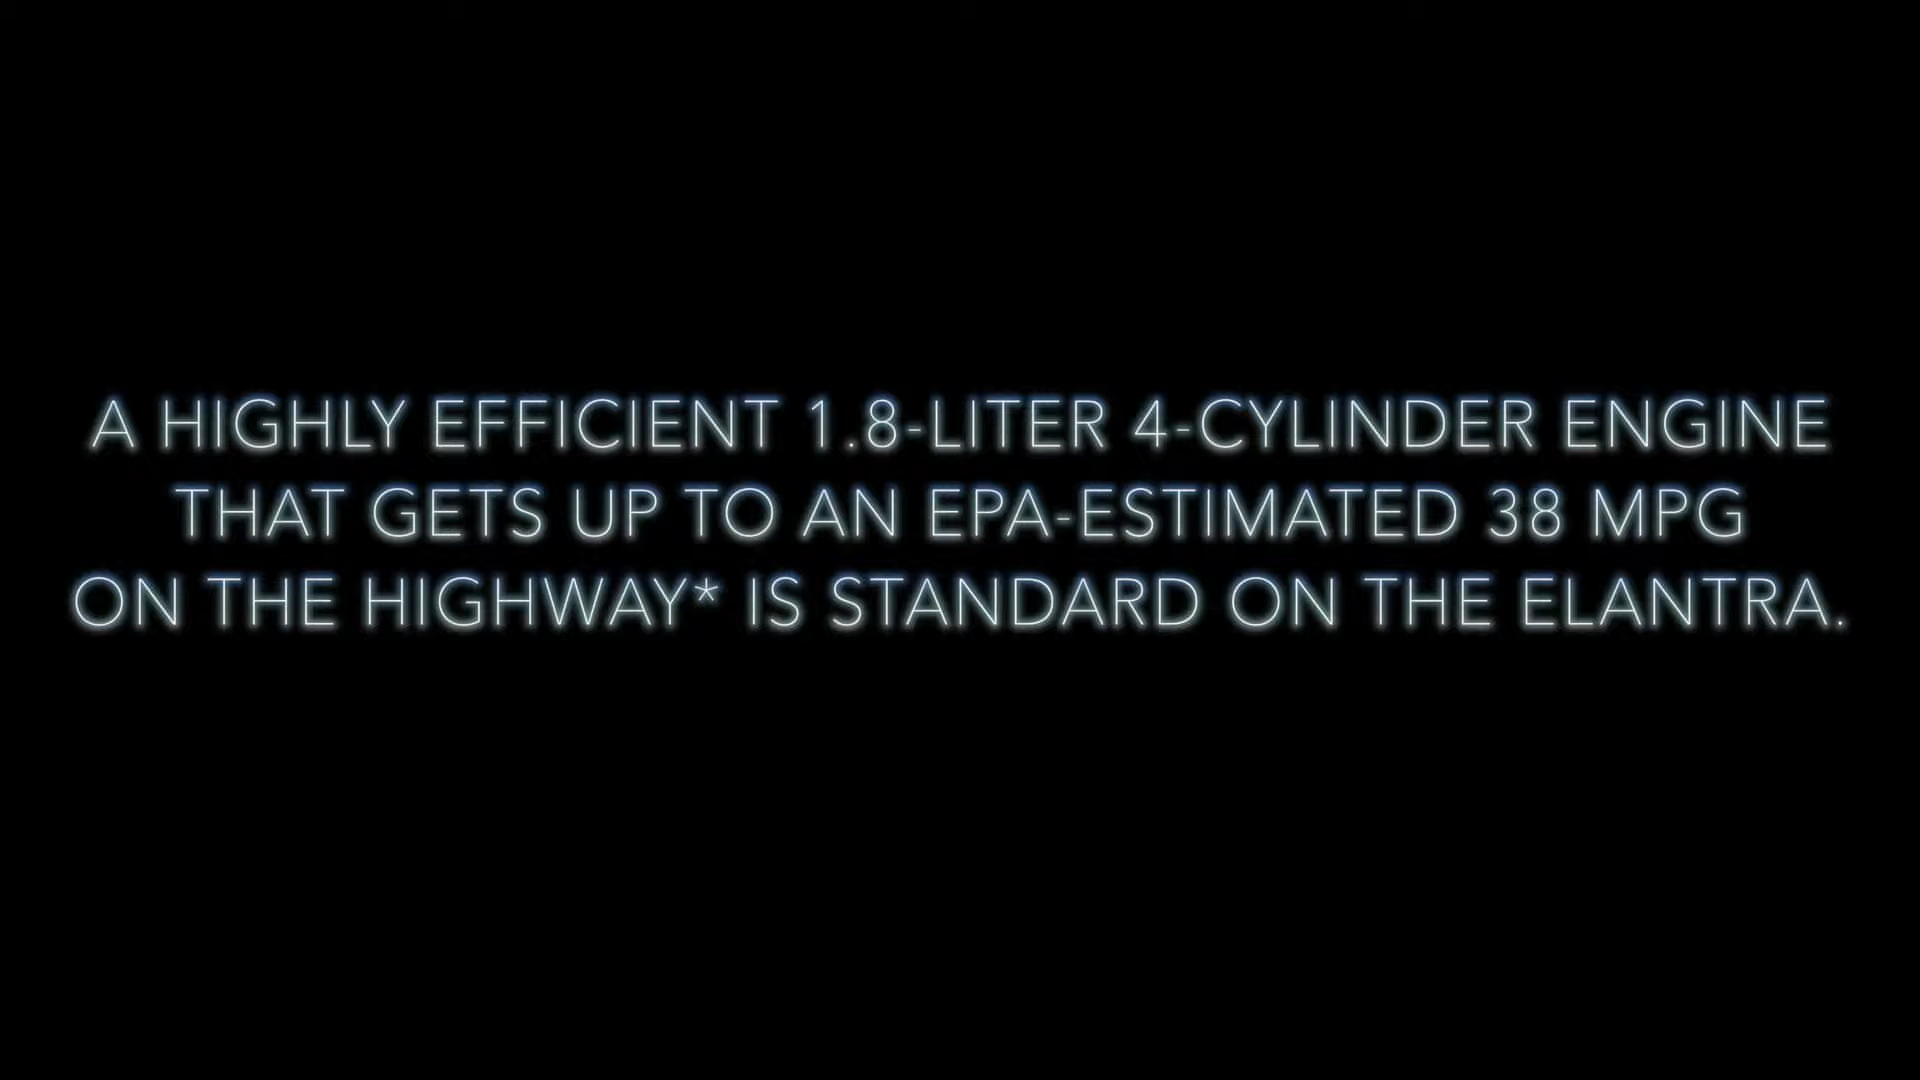 A HIGHLY EFFICIENT 1.8-LITER 4-CYLINDER ENGINE
THAT GETS UP TO AN EPA-ESTIMATED 38 MPG
ON THE HIGHWAY* IS STANDARD ON THE ELANTRA.